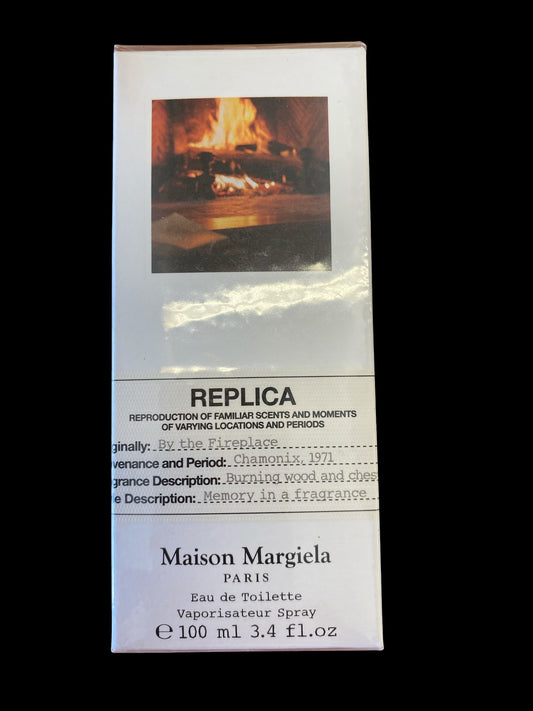 REPLICA
REPRODUCTION OF FAMILIAR SCENTS AND MOMENTS
OF VARYING LOCATIONS AND PERIODS
ginally: By the Fireplace
venance and Period: Chamonix, 1971
grance Description: Burning wood and ches
le Description: Memory in a fragrance
Maison Margiela
PARIS
Eau de Toilette
Vaporisateur Spray
℮ 100 ml 3.4 fl.oz